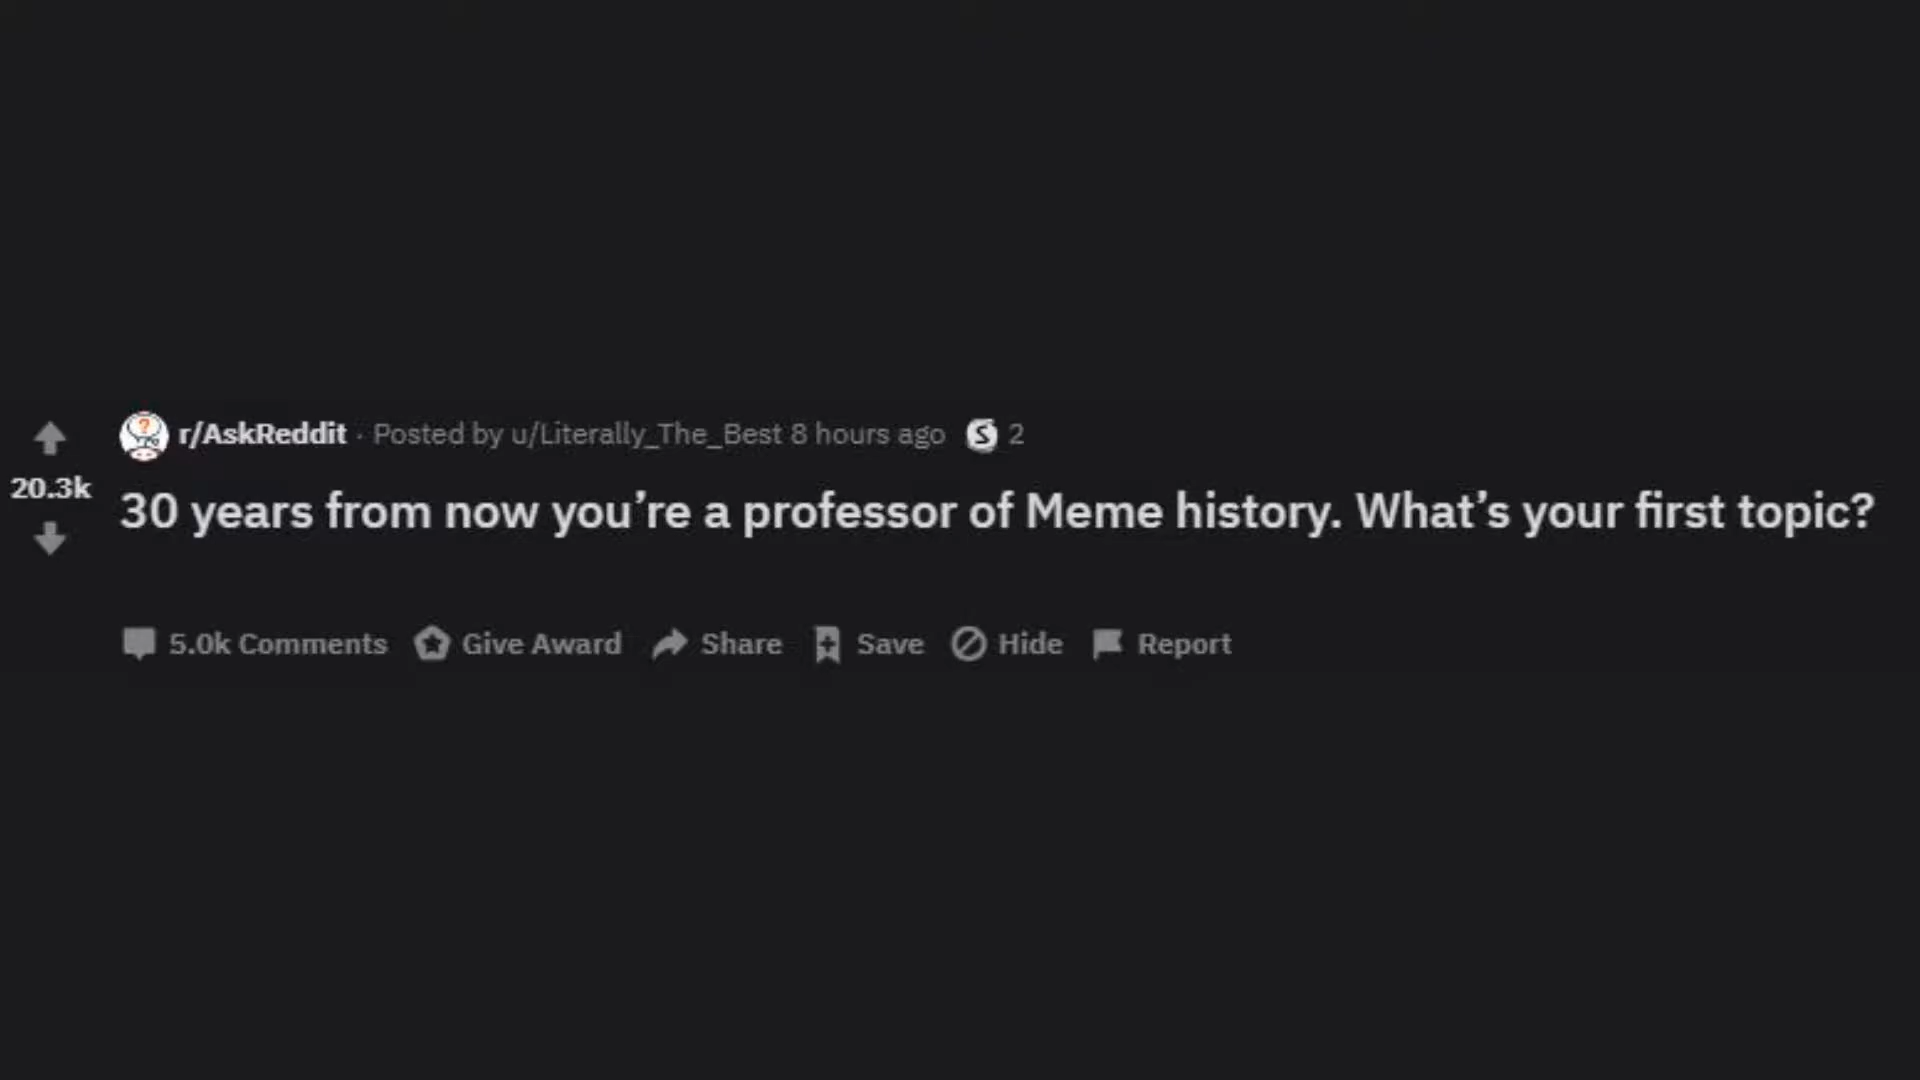 r/AskReddit · Posted by u/Literally_The_Best 8 hours ago S 2
20.3k
30 years from now you’re a professor of Meme history. What’s your first topic?
5.0k Comments Give Award Share Save Hide Report